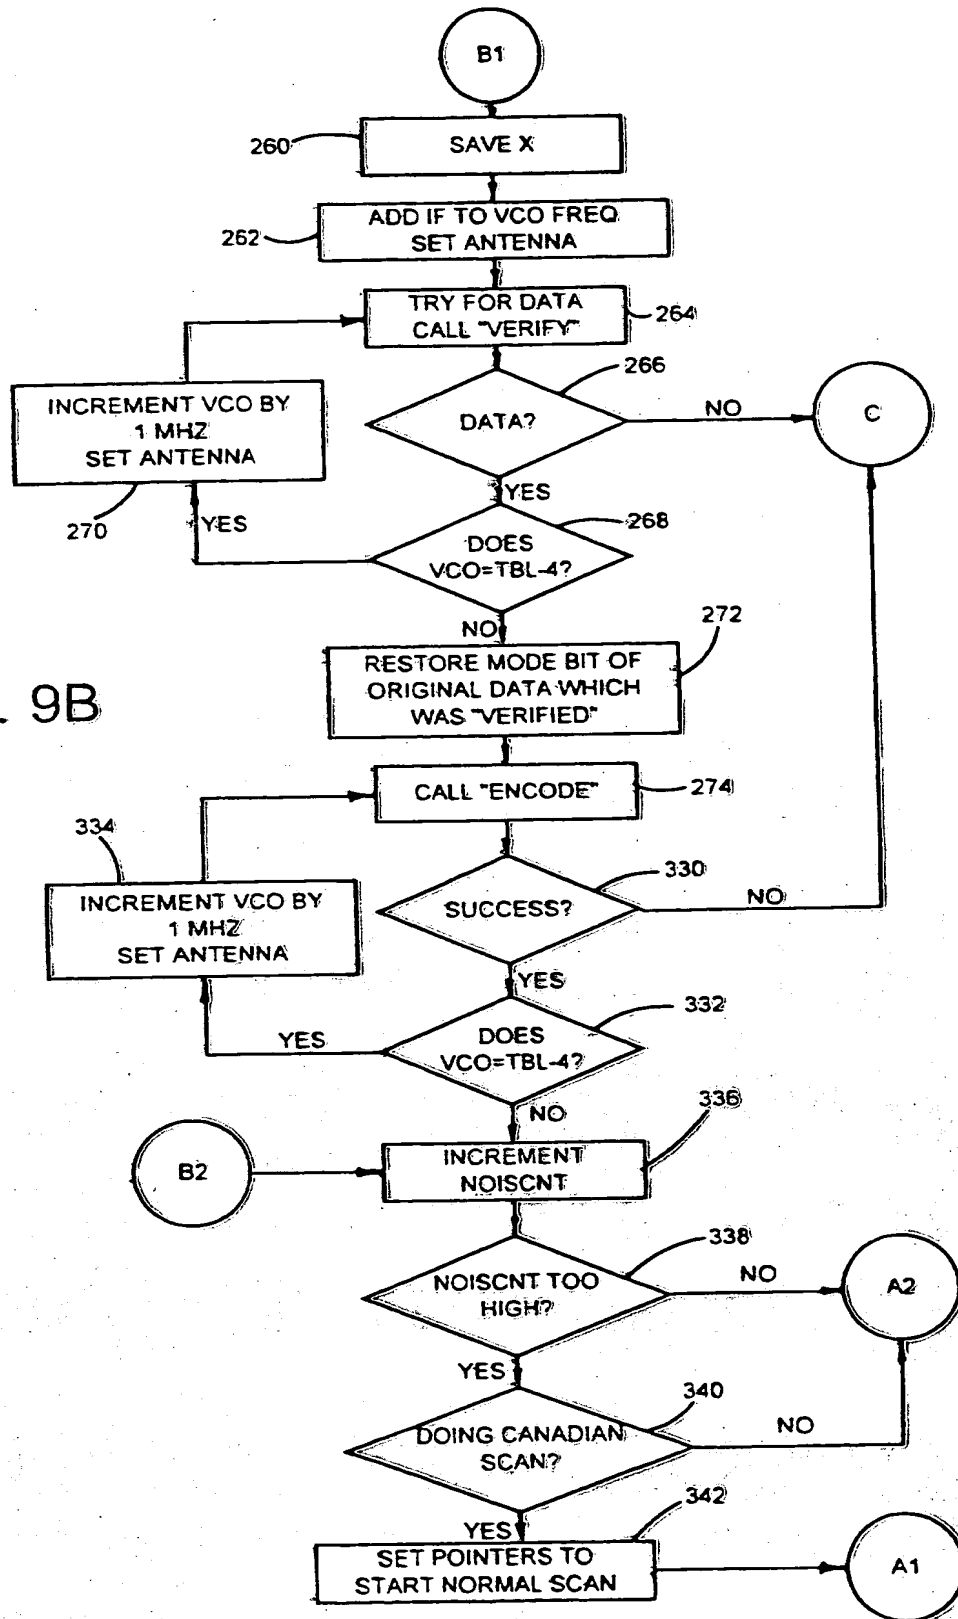 B1
260
SAVE X
262
ADD IF TO VCO FREQ
SET ANTENNA
TRY FOR DATA
CALL "VERIFY"
264
266
DATA?
NO
C
INCREMENT VCO BY
1 MHZ
SET ANTENNA
270
YES
YES
268
DOES
VCO=TBL-4?
NO
272
RESTORE MODE BIT OF
ORIGINAL DATA WHICH
WAS "VERIFIED"
. 9B
CALL "ENCODE"
274
334
INCREMENT VCO BY
1 MHZ
SET ANTENNA
330
SUCCESS?
NO
YES
332
DOES
VCO=TBL-4?
YES
NO
336
B2
INCREMENT
NOISCNT
338
NOISCNT TOO
HIGH?
NO
A2
YES
340
DOING CANADIAN
SCAN?
NO
YES
342
SET POINTERS TO
START NORMAL SCAN
A1